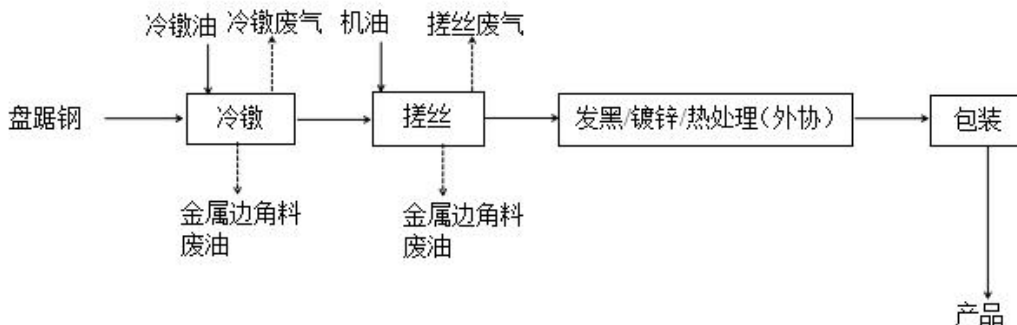 冷镦油
冷镦废气
机油
搓丝废气
盘踞钢
冷镦
搓丝
发黑/镀锌/热处理（外协）
包装
金属边角料
废油
金属边角料
废油
产品